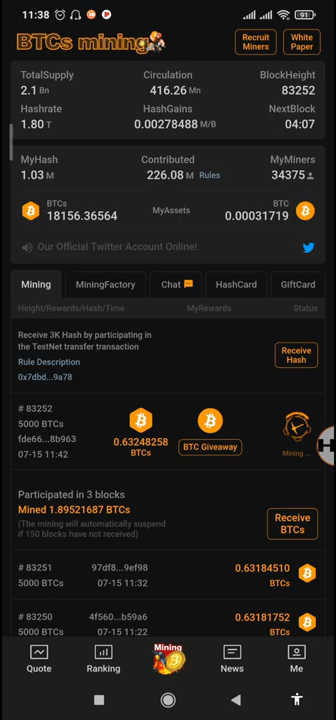 11:38
91
BTCs mining
Recruit Miners
White Paper
TotalSupply Circulation BlockHeight
2.1 Bn 416.26 Mn 83252
Hashrate HashGains NextBlock
1.80 T 0.00278488 M/B 04:07
MyHash Contributed MyMiners
1.03 M 226.08 M Rules 34375
BTCs MyAssets BTC
18156.36564 0.00031719
Our Official Twitter Account Online!
Mining MiningFactory Chat HashCard GiftCard
Height/Rewards/Hash/Time MyRewards Status
Receive 3K Hash by participating in
the TestNet transfer transaction
Rule Description
0x7dbd...9a78
Receive Hash
# 83252
5000 BTCs
fde66...8b963
07-15 11:42
0.63248258
BTCs
BTC Giveaway
Mining ...
Participated in 3 blocks
Mined 1.89521687 BTCs
(The mining will automatically suspend
if 150 blocks have not received)
Receive BTCs
# 83251 97df8...9ef98 0.63184510
5000 BTCs 07-15 11:32 BTCs
# 83250 4f560...b59a6 0.63181752
5000 BTCs 07-15 11:22 BTCs
Quote Ranking Mining News Me